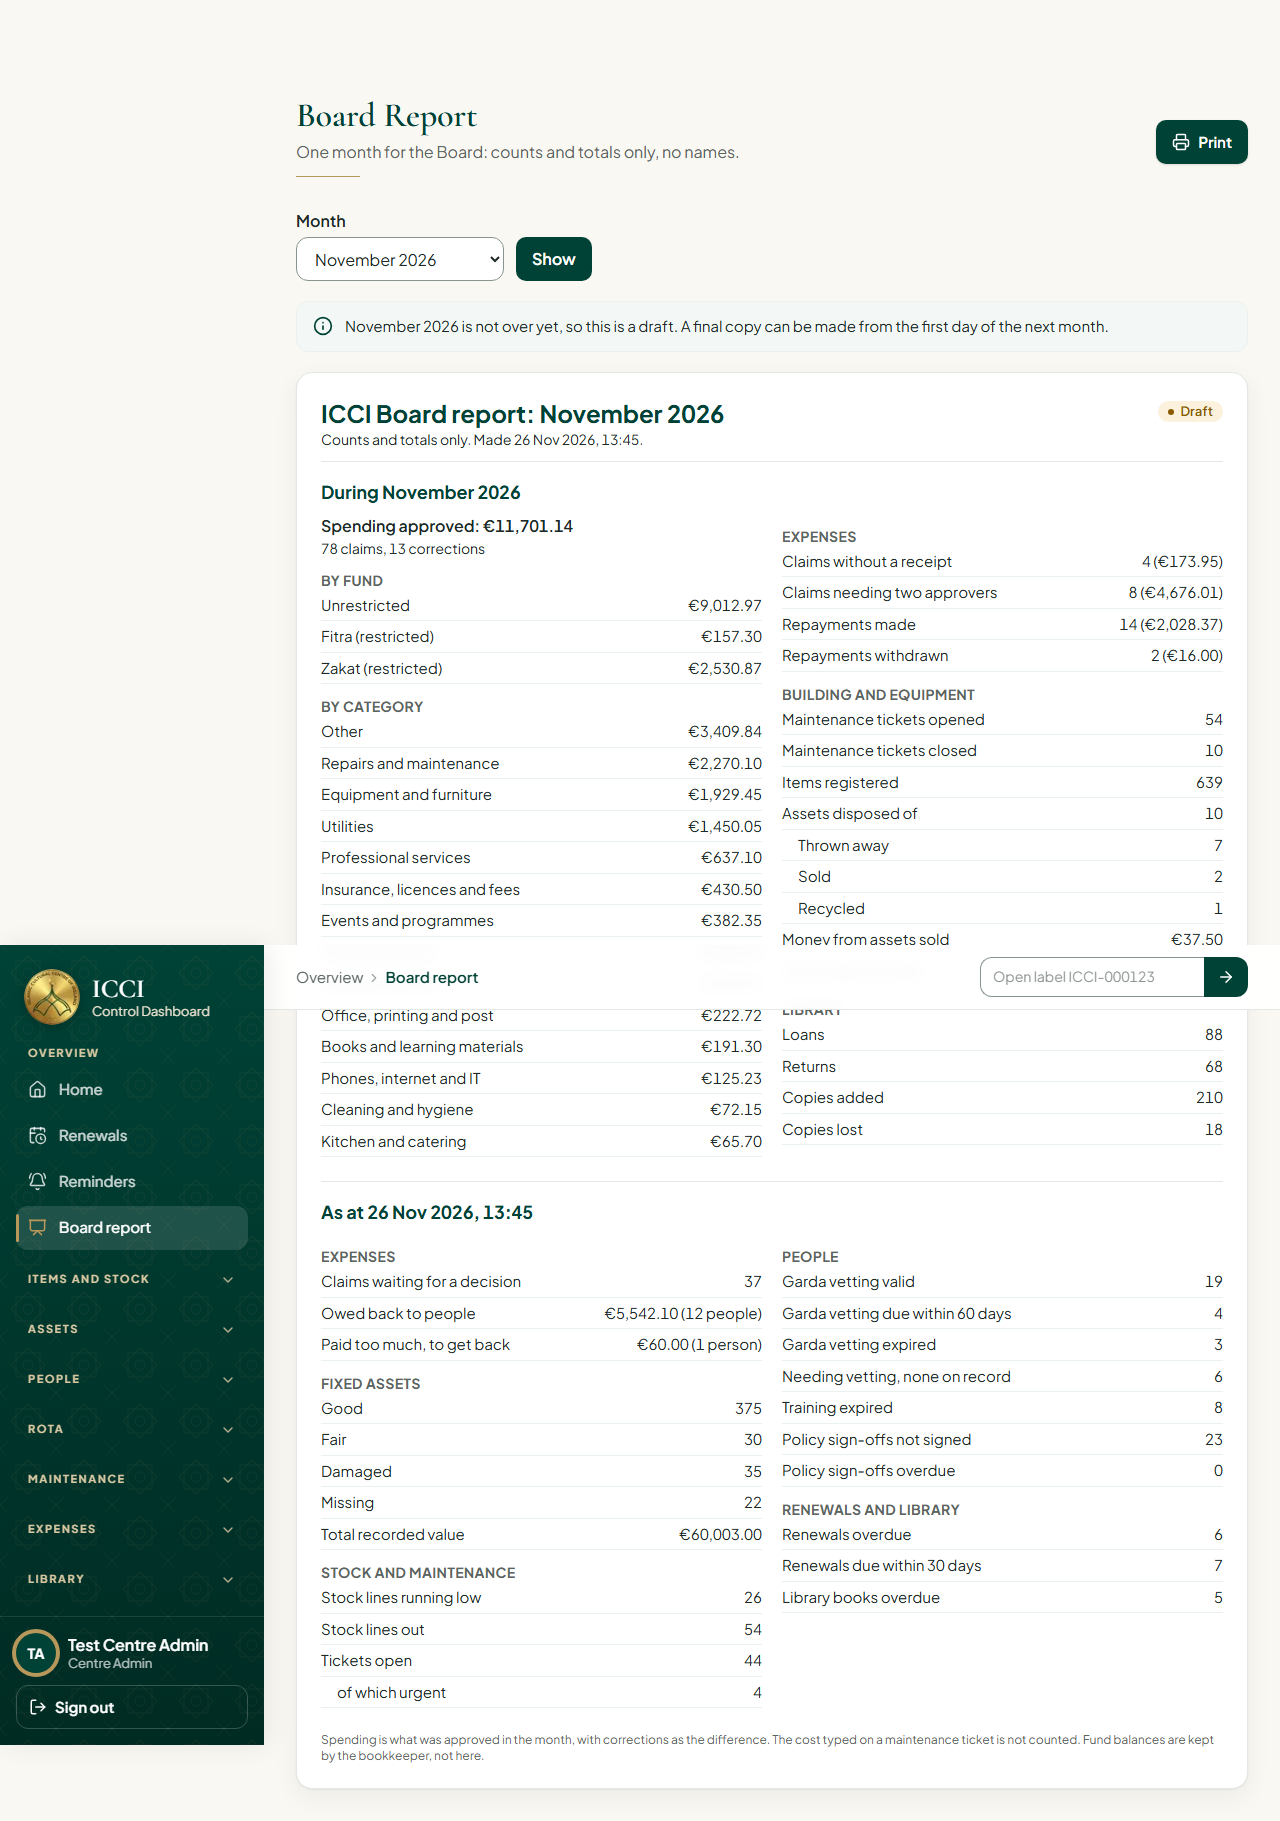 Board Report
One month for the Board: counts and totals only, no names.
Print
Month
November 2026
Show
November 2026 is not over yet, so this is a draft. A final copy can be made from the first day of the next month.
ICCI Board report: November 2026
Draft
Counts and totals only. Made 26 Nov 2026, 13:45.
During November 2026
Spending approved: €11,701.14
78 claims, 13 corrections
BY FUND
Unrestricted €9,012.97
Fitra (restricted) €157.30
Zakat (restricted) €2,530.87
BY CATEGORY
Other €3,409.84
Repairs and maintenance €2,270.10
Equipment and furniture €1,929.45
Utilities €1,450.05
Professional services €637.10
Insurance, licences and fees €430.50
Events and programmes €382.35
Office, printing and post €222.72
Books and learning materials €191.30
Phones, internet and IT €125.23
Cleaning and hygiene €72.15
Kitchen and catering €65.70
EXPENSES
Claims without a receipt 4 (€173.95)
Claims needing two approvers 8 (€4,676.01)
Repayments made 14 (€2,028.37)
Repayments withdrawn 2 (€16.00)
BUILDING AND EQUIPMENT
Maintenance tickets opened 54
Maintenance tickets closed 10
Items registered 639
Assets disposed of 10
Thrown away 7
Sold 2
Recycled 1
Money from assets sold €37.50
LIBRARY
Loans 88
Returns 68
Copies added 210
Copies lost 18
Overview > Board report
Open label ICCI-000123
ICCI
Control Dashboard
OVERVIEW
Home
Renewals
Reminders
Board report
ITEMS AND STOCK
ASSETS
PEOPLE
ROTA
MAINTENANCE
EXPENSES
LIBRARY
TA
Test Centre Admin
Centre Admin
Sign out
As at 26 Nov 2026, 13:45
EXPENSES
Claims waiting for a decision 37
Owed back to people €5,542.10 (12 people)
Paid too much, to get back €60.00 (1 person)
FIXED ASSETS
Good 375
Fair 30
Damaged 35
Missing 22
Total recorded value €60,003.00
STOCK AND MAINTENANCE
Stock lines running low 26
Stock lines out 54
Tickets open 44
of which urgent 4
PEOPLE
Garda vetting valid 19
Garda vetting due within 60 days 4
Garda vetting expired 3
Needing vetting, none on record 6
Training expired 8
Policy sign-offs not signed 23
Policy sign-offs overdue 0
RENEWALS AND LIBRARY
Renewals overdue 6
Renewals due within 30 days 7
Library books overdue 5
Spending is what was approved in the month, with corrections as the difference. The cost typed on a maintenance ticket is not counted. Fund balances are kept
by the bookkeeper, not here.